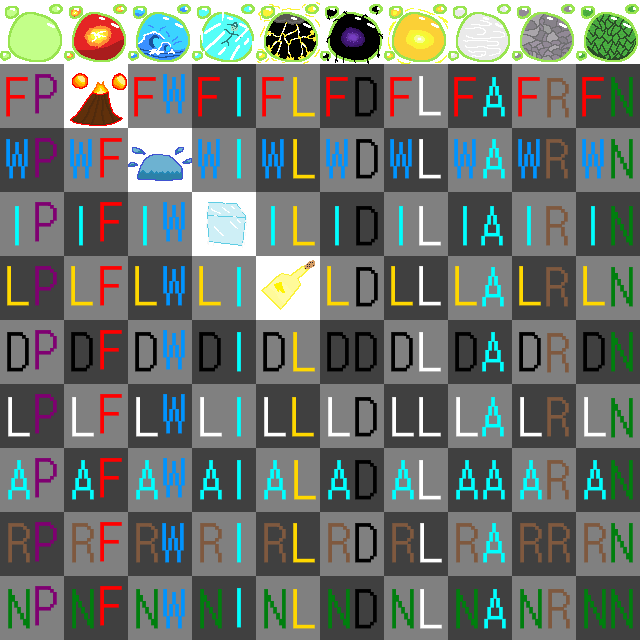 FP FW FI FL FD FL FA FR FN
WP WF WI WL WD WL WA WR WN
IP IF IW IL ID IL IA IR IN
LP LF LW LI LD LL LA LR LN
DP DF DW DI DL DD DL DA DR DN
LP LF LW LI LL LD LL LA LR LN
AP AF AW AI AL AD AL AA AR AN
RP RF RW RI RL RD RL RA RR RN
NP NF NW NI NL ND NL NA NR NN